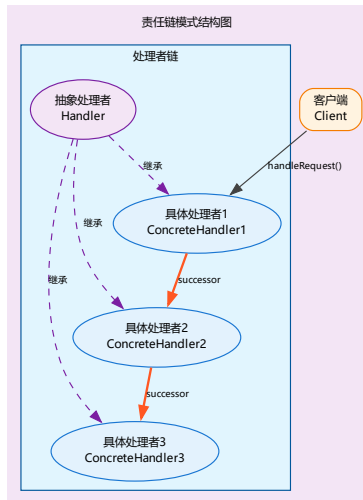 责任链模式结构图
处理者链
抽象处理者
Handler
客户端
Client
继承
handleRequest()
具体处理者1
ConcreteHandler1
继承
继承
successor
具体处理者2
ConcreteHandler2
successor
具体处理者3
ConcreteHandler3